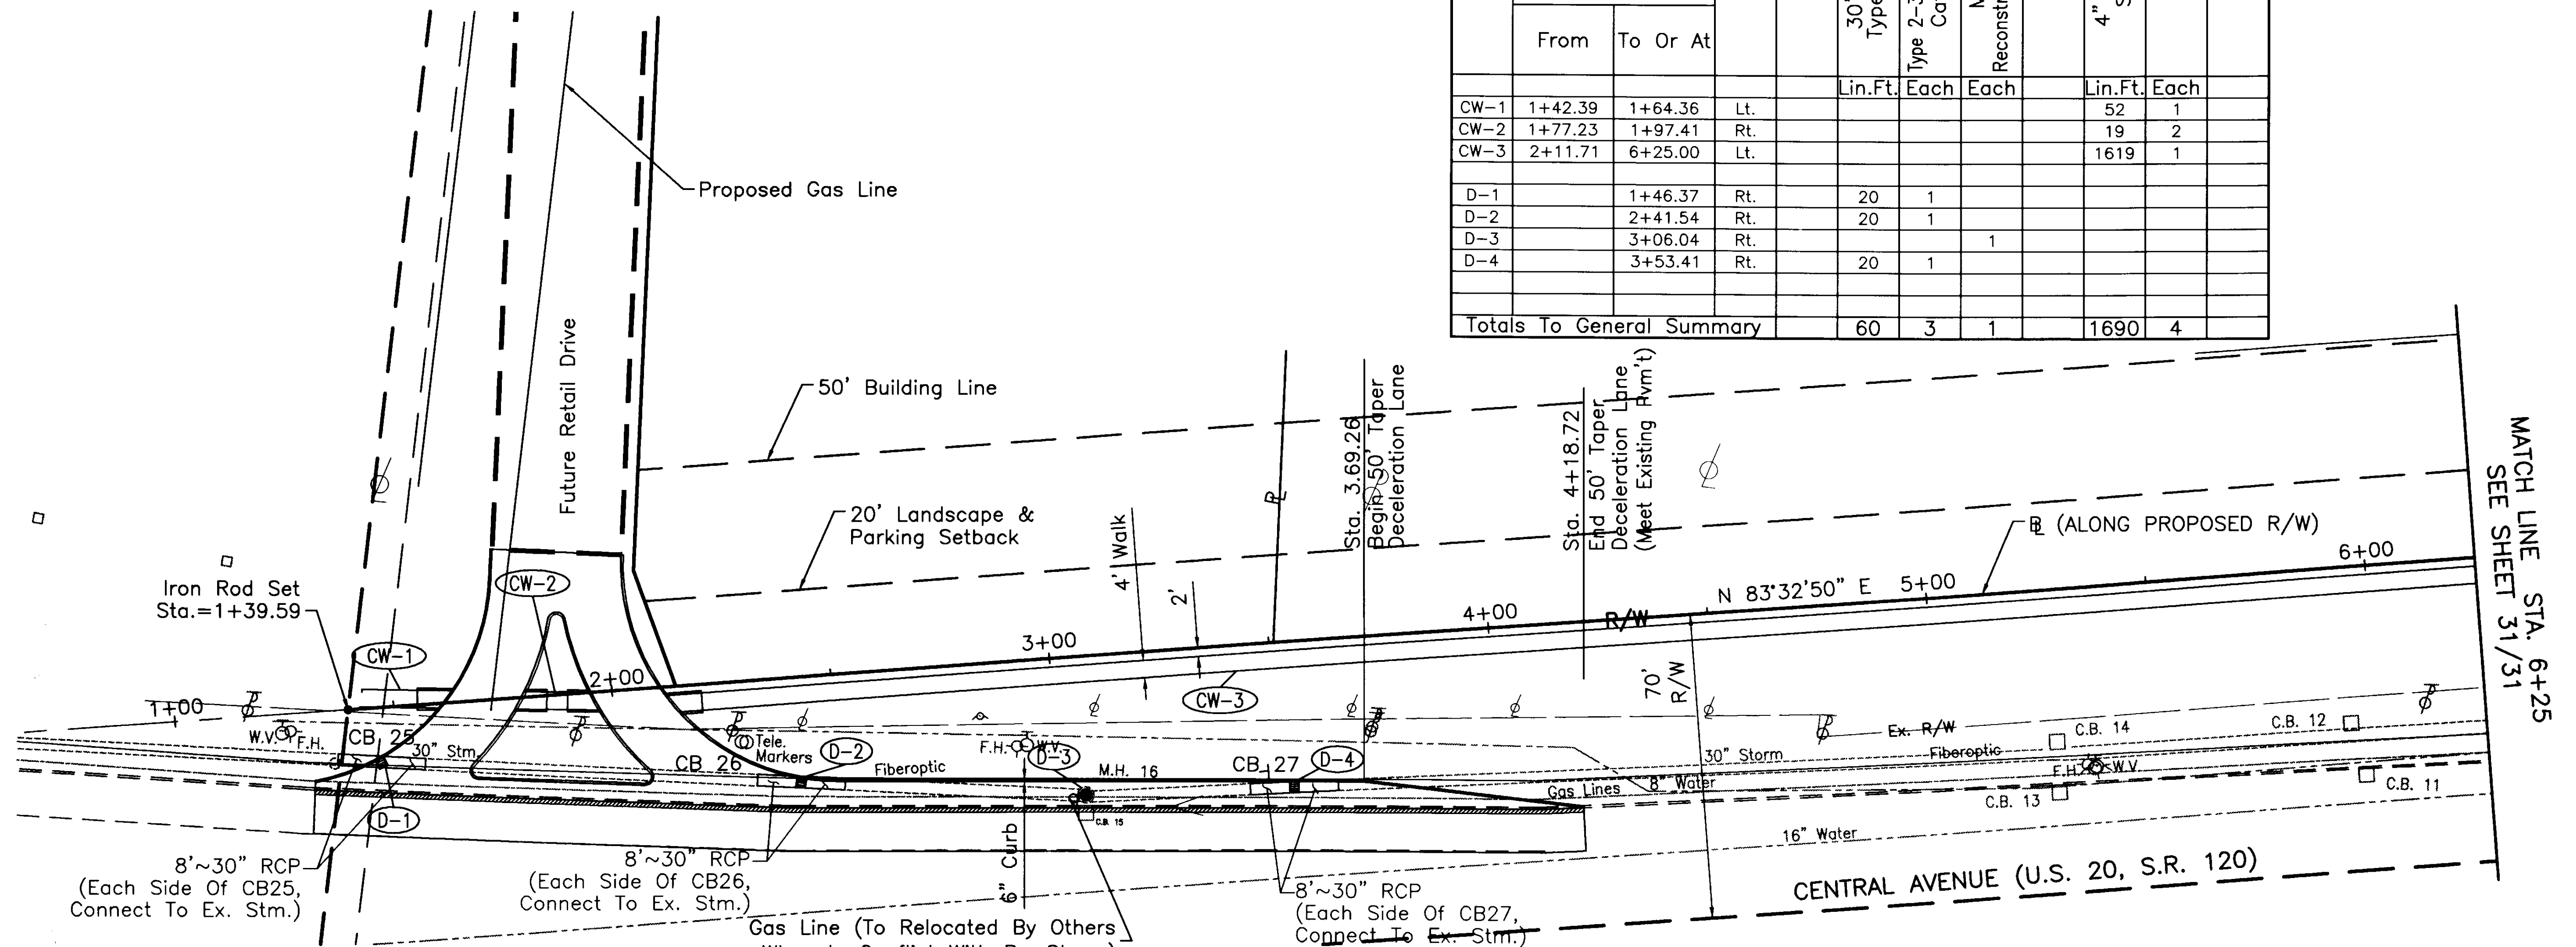 30'
Type
Type 2-3
Ca
M
Reconstr
4"
S
From To Or At
Lin.Ft. Each Each Lin.Ft. Each
CW-1 1+42.39 1+64.36 Lt. 52 1
CW-2 1+77.23 1+97.41 Rt. 19 2
CW-3 2+11.71 6+25.00 Lt. 1619 1
D-1 1+46.37 Rt. 20 1
D-2 2+41.54 Rt. 20 1
D-3 3+06.04 Rt. 1
D-4 3+53.41 Rt. 20 1
Totals To General Summary 60 3 1 1690 4
Proposed Gas Line
Future Retail Drive
50' Building Line
20' Landscape &
Parking Setback
Sta. 3.69.26
Begin 50' Taper
Deceleration Lane
Sta. 4+18.72
End 50' Taper
Deceleration Lane
(Meet Existing Pvm't)
MATCH LINE STA. 6+25
SEE SHEET 31/31
PL
BL (ALONG PROPOSED R/W)
Iron Rod Set
Sta.=1+39.59
CW-1
CW-2
CW-3
4' Walk
2'
1+00
2+00
3+00
4+00
5+00
6+00
R/W
N 83°32'50" E
70'
R/W
W.V.
F.H.
CB 25
30" Stm.
Tele.
Markers
CB 26
D-2
Fiberoptic
F.H.
W.V.
D-3
M.H. 16
CB 27
D-4
C.B. 15
Gas Lines
8" Water
30" Storm
Ex. R/W
Fiberoptic
C.B. 14
C.B. 12
F.H.
W.V.
C.B. 13
C.B. 11
16" Water
D-1
8'~30" RCP
(Each Side Of CB25,
Connect To Ex. Stm.)
8'~30" RCP
(Each Side Of CB26,
Connect To Ex. Stm.)
6" Curb
8'~30" RCP
(Each Side Of CB27,
Connect To Ex. Stm.)
Gas Line (To Relocated By Others
CENTRAL AVENUE (U.S. 20, S.R. 120)